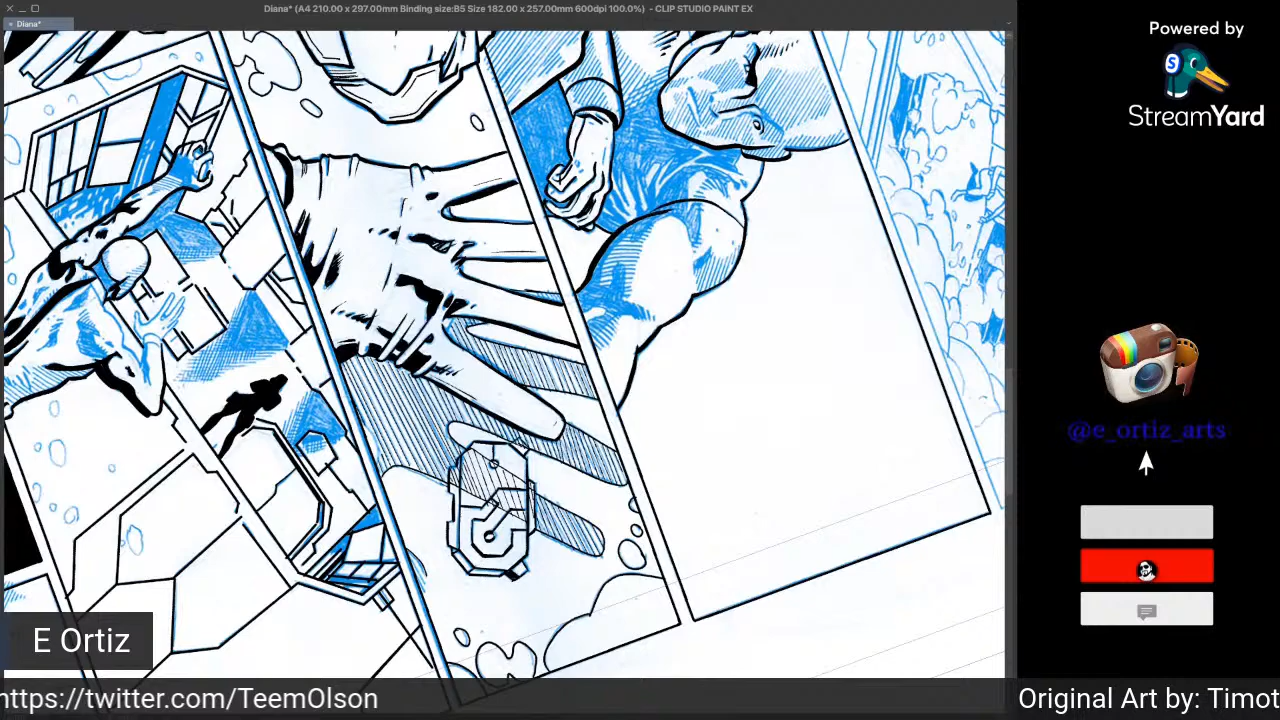 Diana* (A4 210.00 x 297.00mm Binding size:B5 Size 182.00 x 257.00mm 600dpi 100.0%) - CLIP STUDIO PAINT EX
Diana*
Powered by
S
StreamYard
@e_ortiz_arts
E Ortiz
https://twitter.com/TeemOlson
Original Art by: Timot